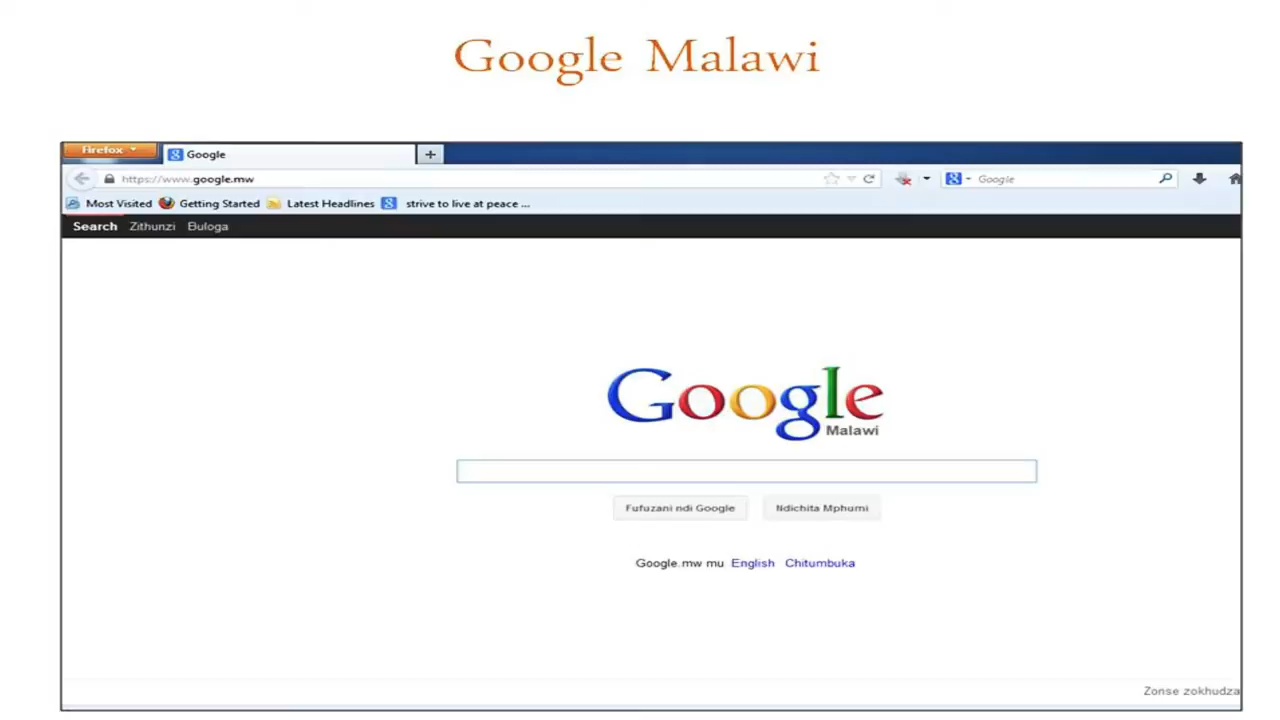 Google Malawi
Firefox
Google
https://www.google.mw
Google
Most Visited Getting Started Latest Headlines strive to live at peace ...
Search Zithunzi Buloga
Google
Malawi
Fufuzani ndi Google Ndichita Mphumi
Google.mw mu English Chitumbuka
Zonse zokhudza